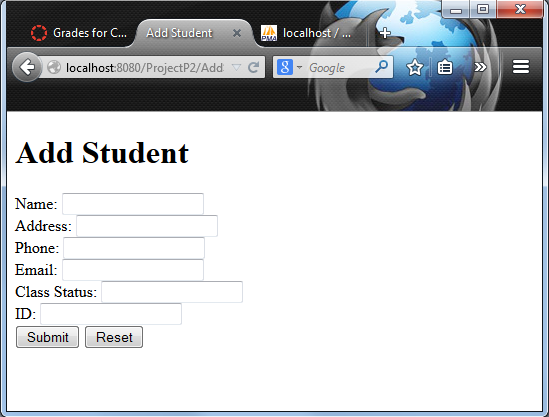 Grades for C...
Add Student
localhost / ...
localhost:8080/ProjectP2/Add
Google
Add Student
Name:
Address:
Phone:
Email:
Class Status:
ID:
Submit Reset